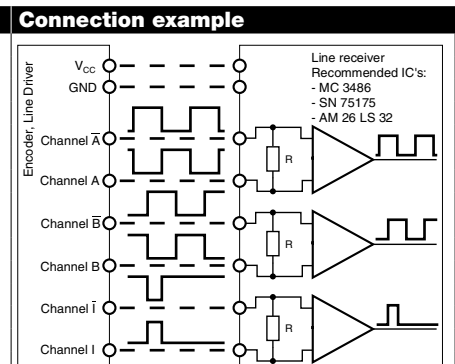 Connection example
Encoder, Line Driver
VCC
GND
Channel A̅
Channel A
Channel B̅
Channel B
Channel I̅
Channel I
Line receiver
Recommended IC's:
- MC 3486
- SN 75175
- AM 26 LS 32
R
R
R